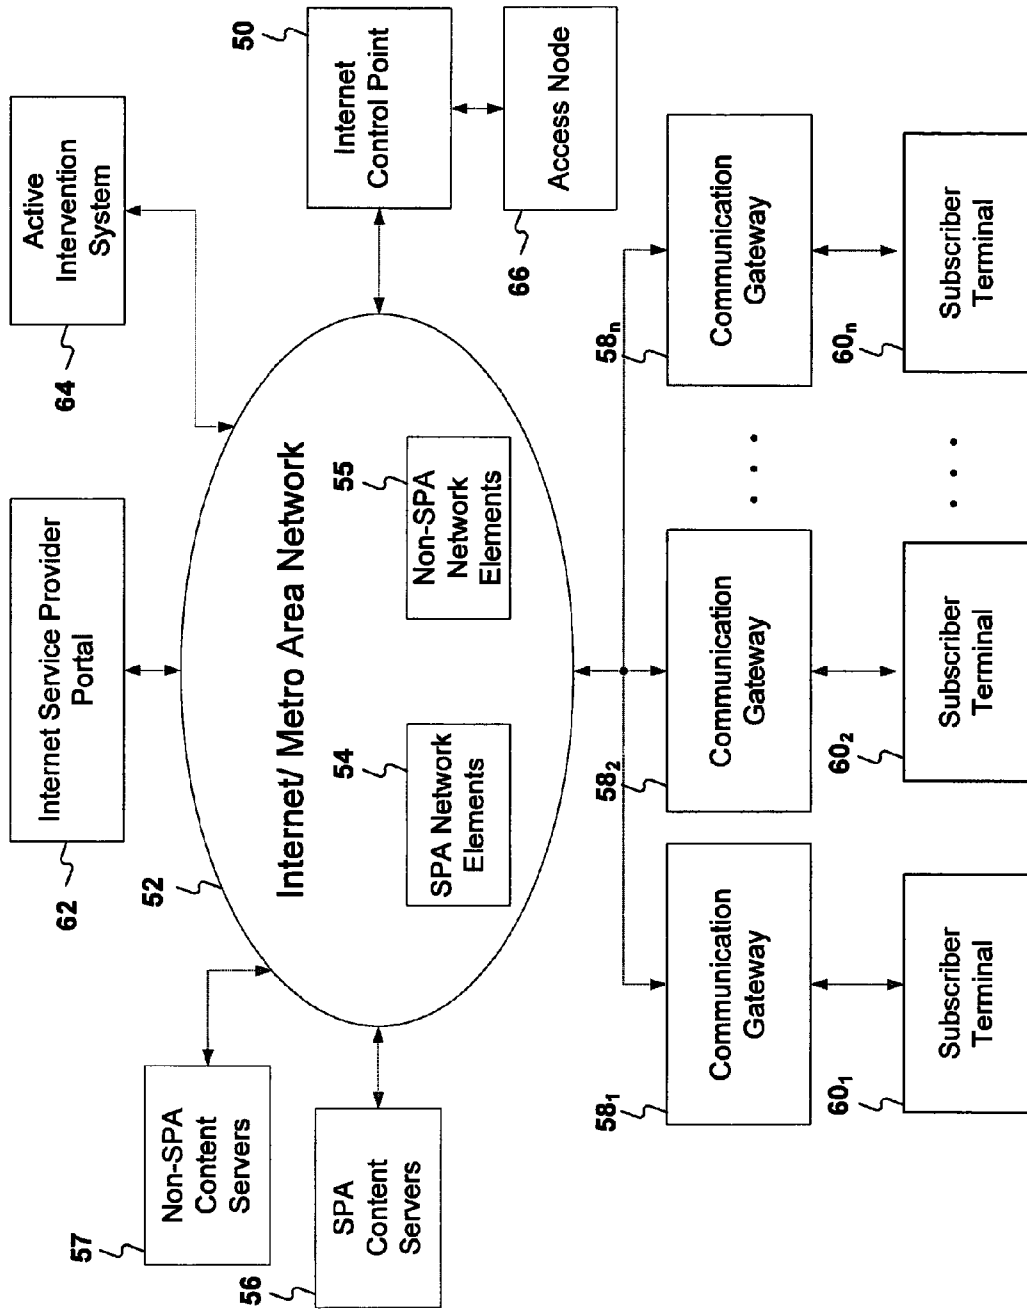 62
Internet Service Provider
Portal
64
Active
Intervention
System
57
Non-SPA
Content
Servers
52
56
SPA
Content
Servers
Internet/ Metro Area Network
54
SPA Network
Elements
55
Non-SPA
Network
Elements
50
Internet
Control Point
66
Access Node
58₁
Communication
Gateway
58₂
Communication
Gateway
58ₙ
Communication
Gateway
. . .
60₁
Subscriber
Terminal
60₂
Subscriber
Terminal
60ₙ
Subscriber
Terminal
. . .